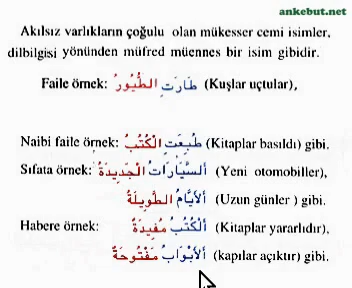 ankebut.net
Akılsız varlıkların çoğulu olan mükesser cemi isimler,
dilbilgisi yönünden müfred müennes bir isim gibidir.
Faile örnek: طَارَتِ الطُّيُورُ (Kuşlar uçtular),
Naibi faile örnek: طُبِعَتِ الْكُتُبُ (Kitaplar basıldı) gibi.
Sıfata örnek: اَلسَّيَّارَاتُ الْجَدِيدَةُ (Yeni otomobiller),
اَلْأَيَّامُ الطَّوِيلَةُ (Uzun günler ) gibi.
Habere örnek: اَلْكُتُبُ مُفِيدَةٌ (Kitaplar yararlıdır),
اَلْأَبْوَابُ مَفْتُوحَةٌ (kapılar açıktır) gibi.